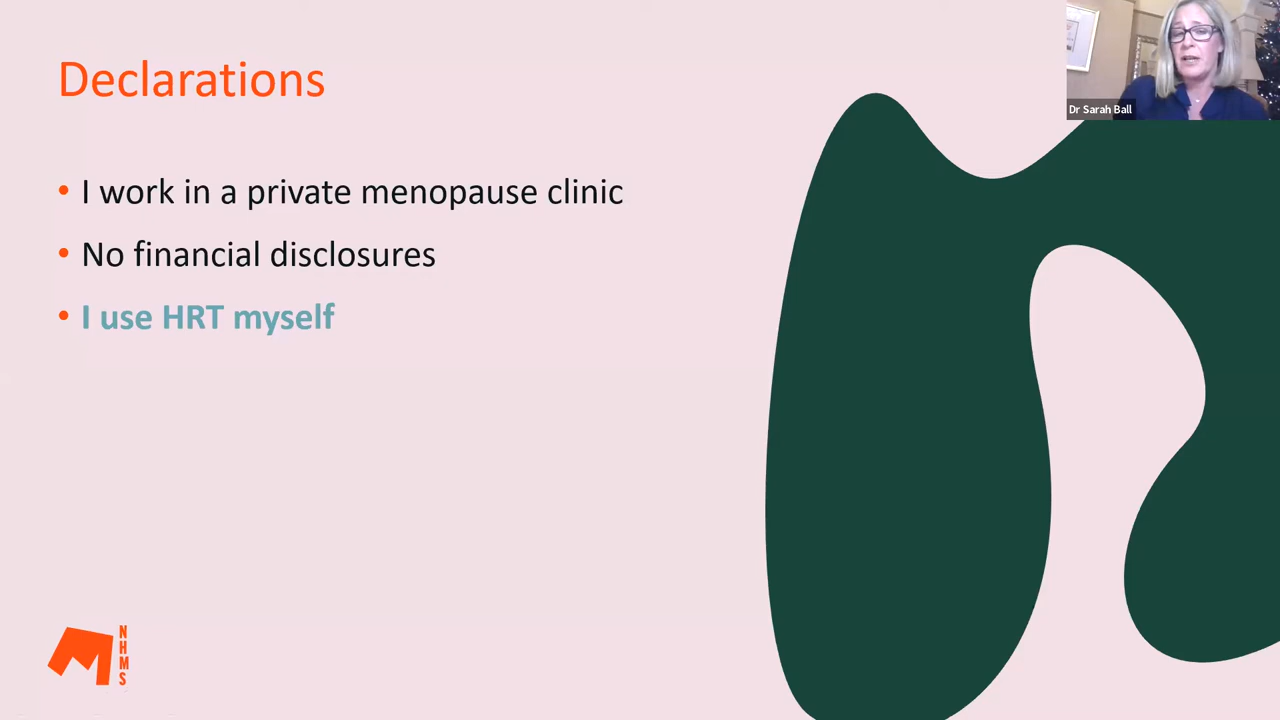 Declarations
Dr Sarah Ball
• I work in a private menopause clinic
• No financial disclosures
• I use HRT myself
NHMS